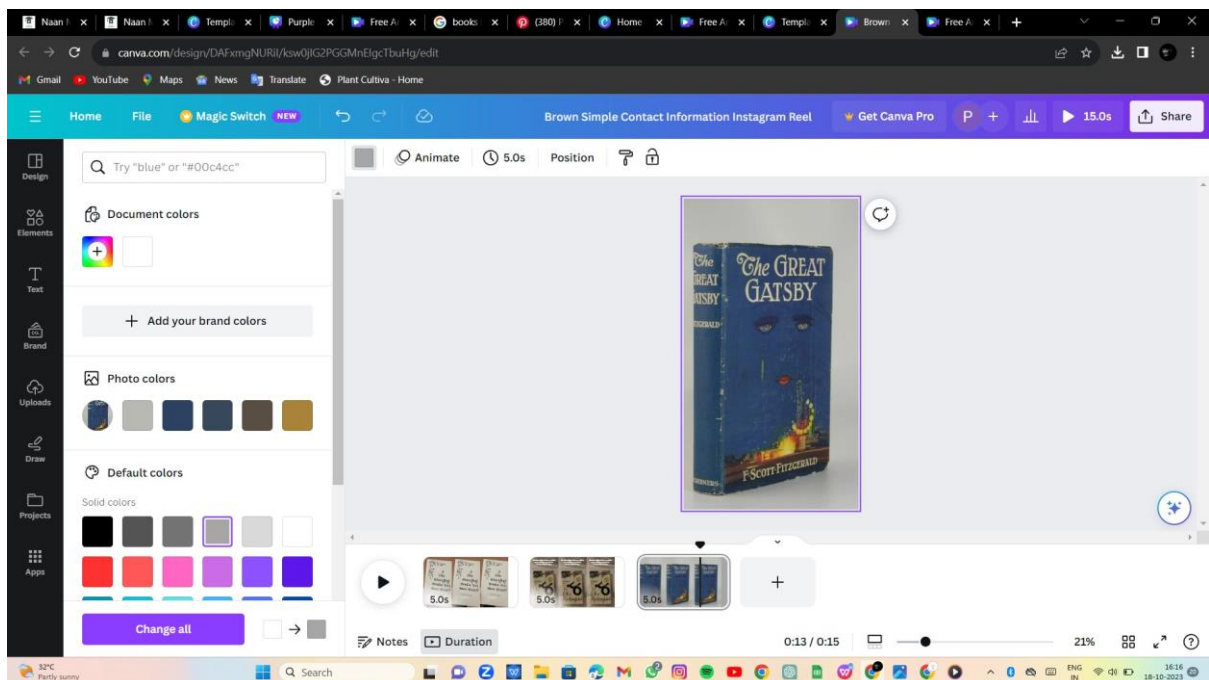 Naan
Naan
Templa
Purple
Free A
books
(380) P
Home
Free A
Templa
Brown
Free A
canva.com/design/DAFxmgNURiI/ksw0jIG2PGGMnEIgcTbuHg/edit
Gmail YouTube Maps News Translate Plant Cultiva - Home
Home File Magic Switch NEW Brown Simple Contact Information Instagram Reel Get Canva Pro P + 15.0s Share
Design
Elements
Text
Brand
Uploads
Draw
Projects
Apps
Try "blue" or "#00c4cc"
Document colors
+ Add your brand colors
Photo colors
Default colors
Solid colors
Change all
Animate 5.0s Position
The
GREAT
GATSBY
FITZGERALD
The GREAT
GATSBY
F·SCOTT·FITZGERALD
5.0s
5.0s
5.0s
Notes Duration 0:13 / 0:15 21%
32°C
Partly sunny
Search
ENG
IN
16:16
18-10-2023